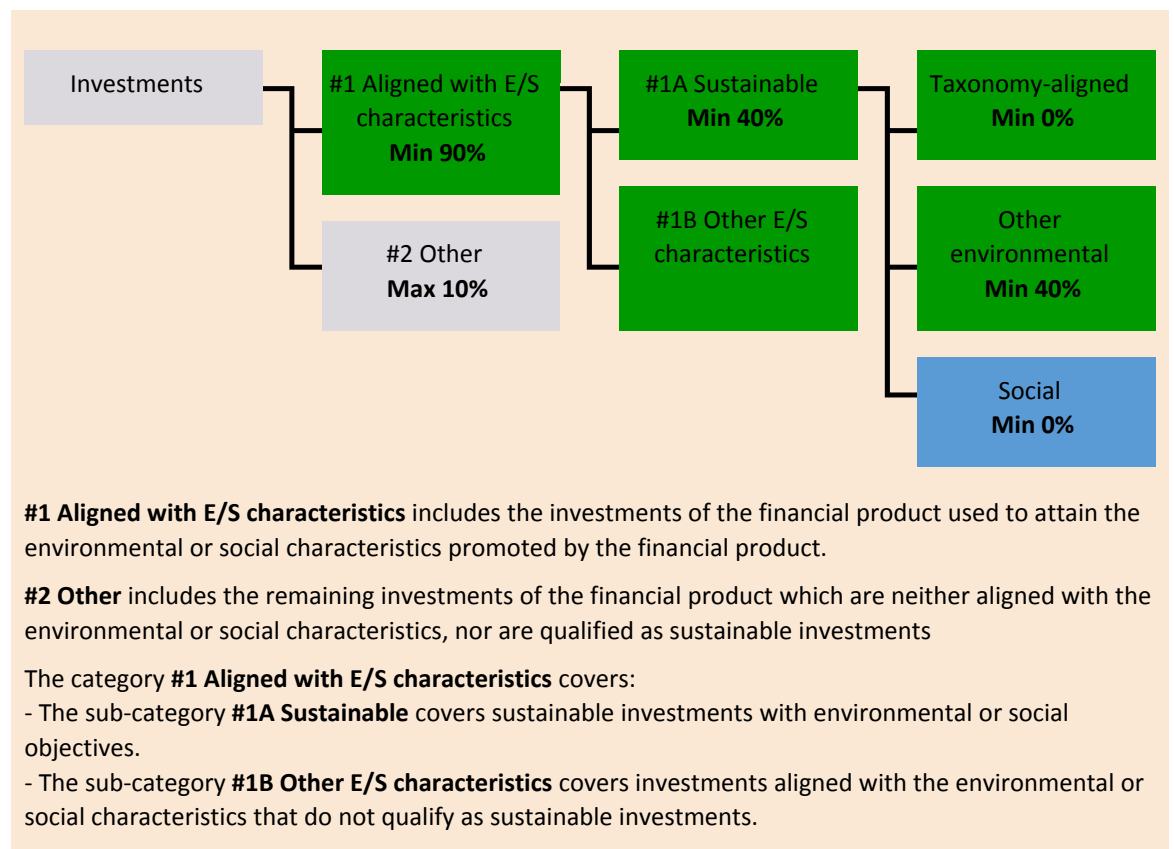 Investments
#1 Aligned with E/S
characteristics
Min 90%
#2 Other
Max 10%
#1A Sustainable
Min 40%
#1B Other E/S
characteristics
Taxonomy-aligned
Min 0%
Other
environmental
Min 40%
Social
Min 0%
#1 Aligned with E/S characteristics includes the investments of the financial product used to attain the
environmental or social characteristics promoted by the financial product.
#2 Other includes the remaining investments of the financial product which are neither aligned with the
environmental or social characteristics, nor are qualified as sustainable investments
The category #1 Aligned with E/S characteristics covers:
- The sub-category #1A Sustainable covers sustainable investments with environmental or social
objectives.
- The sub-category #1B Other E/S characteristics covers investments aligned with the environmental or
social characteristics that do not qualify as sustainable investments.